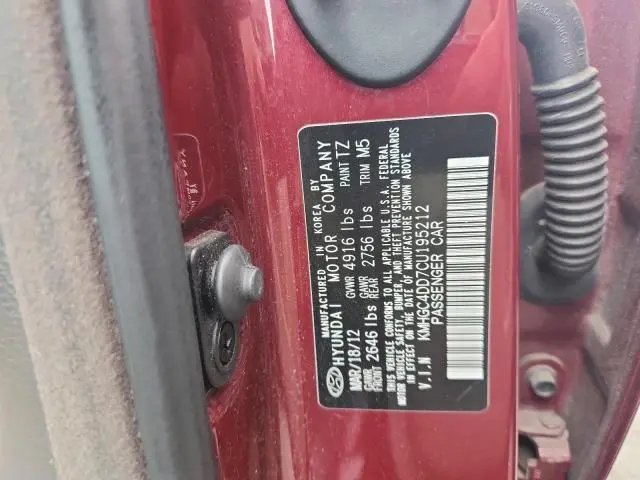 MANUFACTURED IN KOREA BY
HYUNDAI MOTOR COMPANY
MAR/18/12 GVWR 4916 lbs PAINT TZ
GAWR FRONT 2646 lbs GAWR REAR 2756 lbs TRIM M5
THIS VEHICLE CONFORMS TO ALL APPLICABLE U.S.A. FEDERAL
MOTOR VEHICLE SAFETY, BUMPER, AND THEFT PREVENTION STANDARDS
IN EFFECT ON THE DATE OF MANUFACTURE SHOWN ABOVE
V.I.N KMHGC4DD7CU195212
PASSENGER CAR